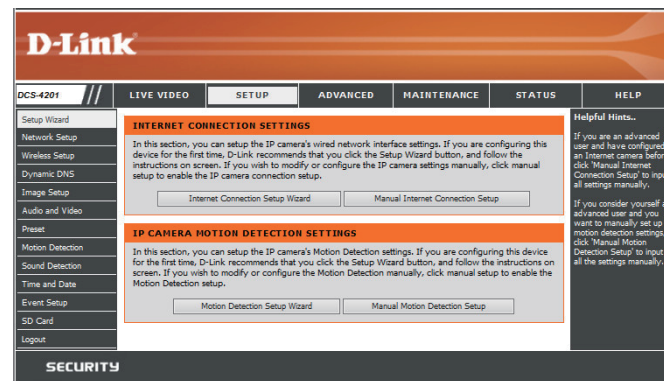 D-Link
DCS-4201 // LIVE VIDEO SETUP ADVANCED MAINTENANCE STATUS HELP
Setup Wizard
Network Setup
Wireless Setup
Dynamic DNS
Image Setup
Audio and Video
Preset
Motion Detection
Sound Detection
Time and Date
Event Setup
SD Card
Logout
INTERNET CONNECTION SETTINGS
In this section, you can setup the IP camera's wired network interface settings. If you are configuring this
device for the first time, D-Link recommends that you click the Setup Wizard button, and follow the
instructions on screen. If you wish to modify or configure the IP camera settings manually, click manual
setup to enable the IP camera connection setup.
Internet Connection Setup Wizard Manual Internet Connection Setup
IP CAMERA MOTION DETECTION SETTINGS
In this section, you can setup the IP camera's Motion Detection settings. If you are configuring this device
for the first time, D-Link recommends that you click the Setup Wizard button, and follow the instructions on
screen. If you wish to modify or configure the Motion Detection manually, click manual setup to enable the
Motion Detection setup.
Motion Detection Setup Wizard Manual Motion Detection Setup
Helpful Hints..
If you are an advanced
user and have configured
an Internet camera befor
click 'Manual Internet
Connection Setup' to inpu
all settings manually.
If you consider yourself a
advanced user and you
want to manually set up
motion detection settings,
click 'Manual Motion
Detection Setup' to input
all the settings manually.
SECURITY